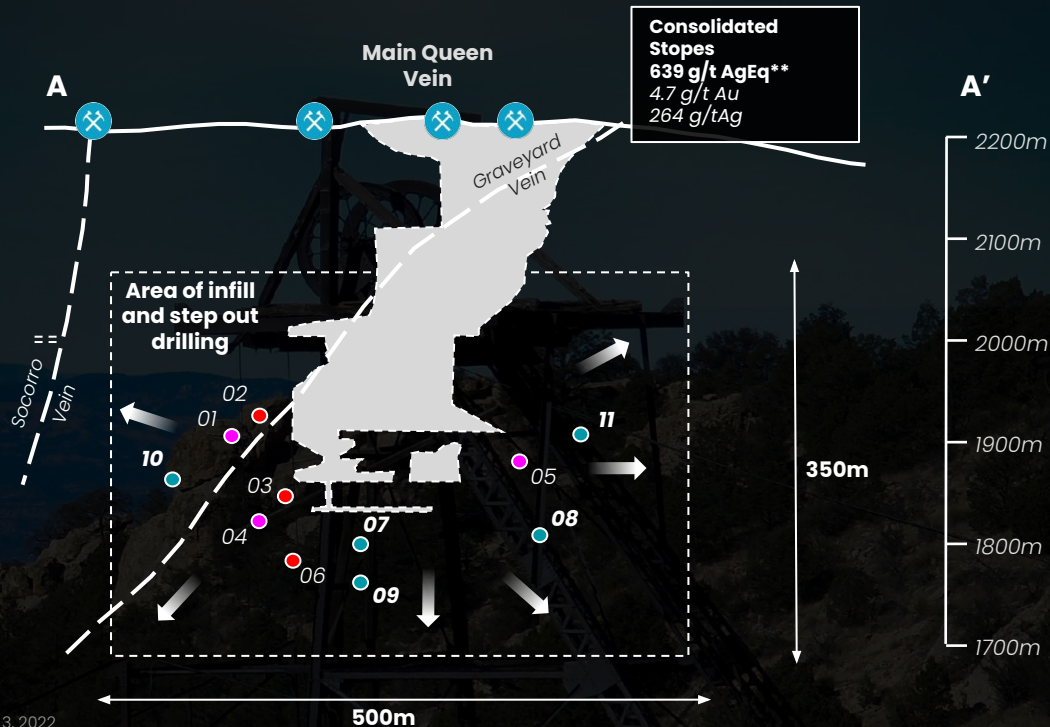 Consolidated
Stopes
639 g/t AgEq**
4.7 g/t Au
264 g/tAg
Main Queen
Vein
A
A’
Graveyard
Vein
2200m
2100m
2000m
1900m
1800m
1700m
Area of infill
and step out
drilling
Socorro
Vein
02
01
10
03
04
06
07
09
11
05
08
350m
500m
3, 2022